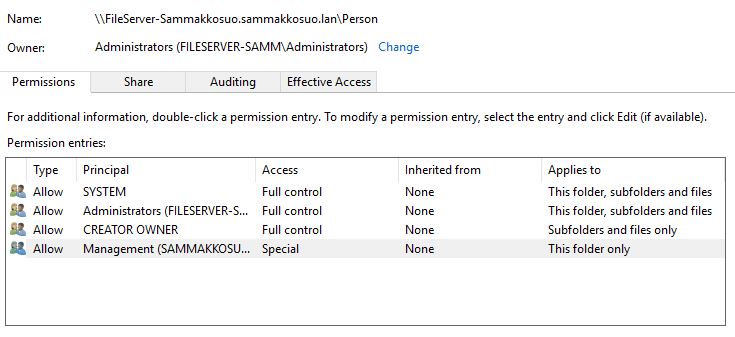 Name: \\FileServer-Sammakkosuo.sammakkosuo.lan\Person
Owner: Administrators (FILESERVER-SAMM\Administrators) Change
Permissions Share Auditing Effective Access
For additional information, double-click a permission entry. To modify a permission entry, select the entry and click Edit (if available).
Permission entries:
Type Principal Access Inherited from Applies to
Allow SYSTEM Full control None This folder, subfolders and files
Allow Administrators (FILESERVER-S... Full control None This folder, subfolders and files
Allow CREATOR OWNER Full control None Subfolders and files only
Allow Management (SAMMAKKOSU... Special None This folder only